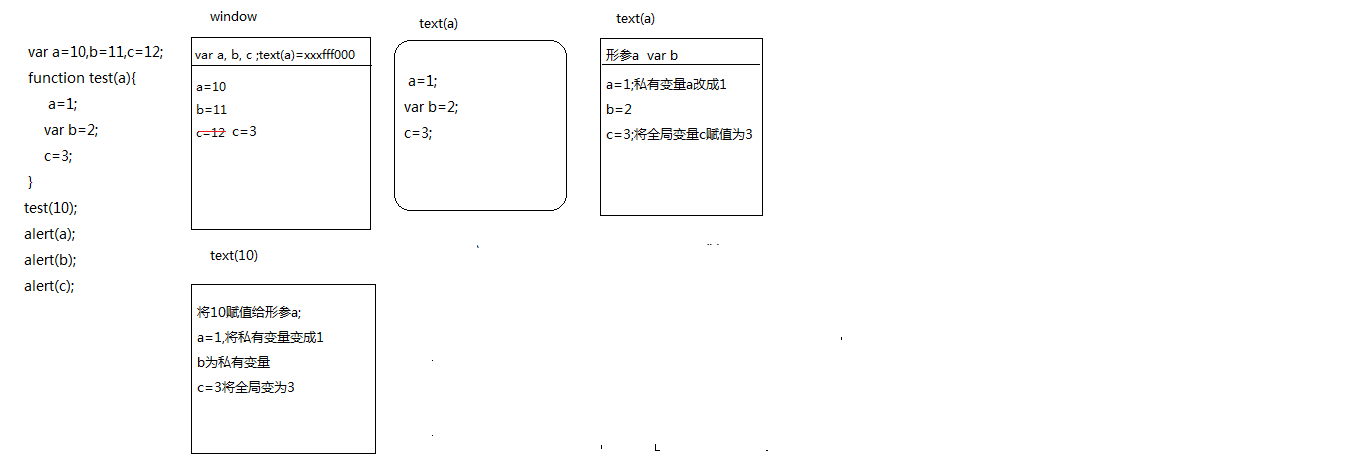 var a=10,b=11,c=12;
function test(a){
a=1;
var b=2;
c=3;
}
test(10);
alert(a);
alert(b);
alert(c);
window
var a, b, c ;text(a)=xxxfff000
a=10
b=11
c=12 c=3
text(a)
a=1;
var b=2;
c=3;
text(a)
形参a var b
a=1;私有变量a改成1
b=2
c=3;将全局变量c赋值为3
text(10)
将10赋值给形参a;
a=1,将私有变量变成1
b为私有变量
c=3将全局变为3